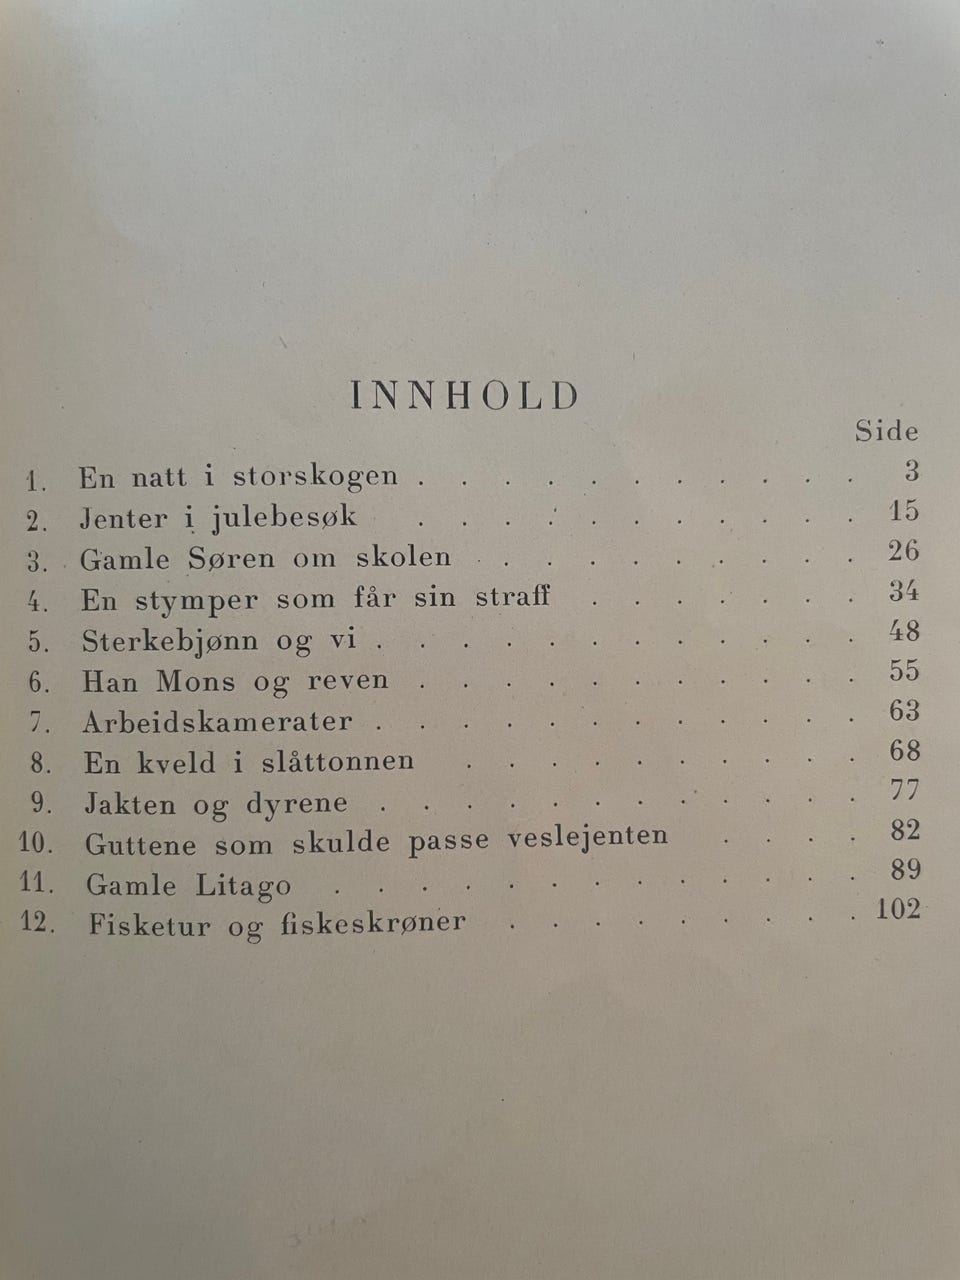 INNHOLD
Side
1. En natt i storskogen . . . . . . . . . . . 3
2. Jenter i julebesøk . . . . . . . . . . . 15
3. Gamle Søren om skolen . . . . . . . . . 26
4. En stymper som får sin straff . . . . . . . 34
5. Sterkebjønn og vi . . . . . . . . . . . . 48
6. Han Mons og reven . . . . . . . . . . . 55
7. Arbeidskamerater . . . . . . . . . . . . 63
8. En kveld i slåttonnen . . . . . . . . . . 68
9. Jakten og dyrene . . . . . . . . . . . . 77
10. Guttene som skulde passe veslejenten . . . . 82
11. Gamle Litago . . . . . . . . . . . . . 89
12. Fisketur og fiskeskrøner . . . . . . . . . 102